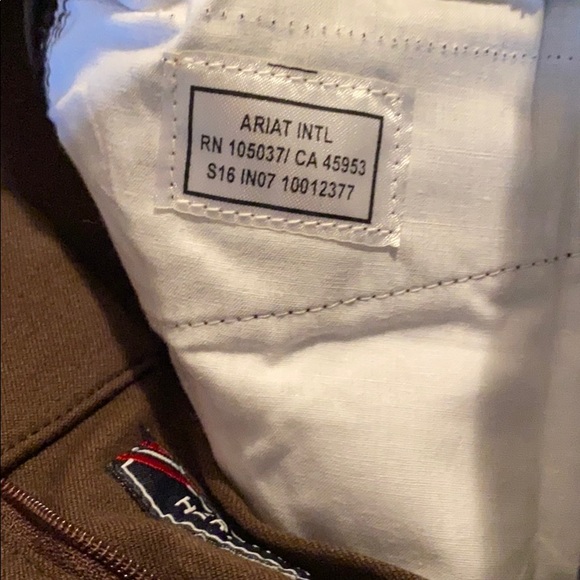 ARIAT INTL
RN 105037/ CA 45953
S16 IN07 10012377